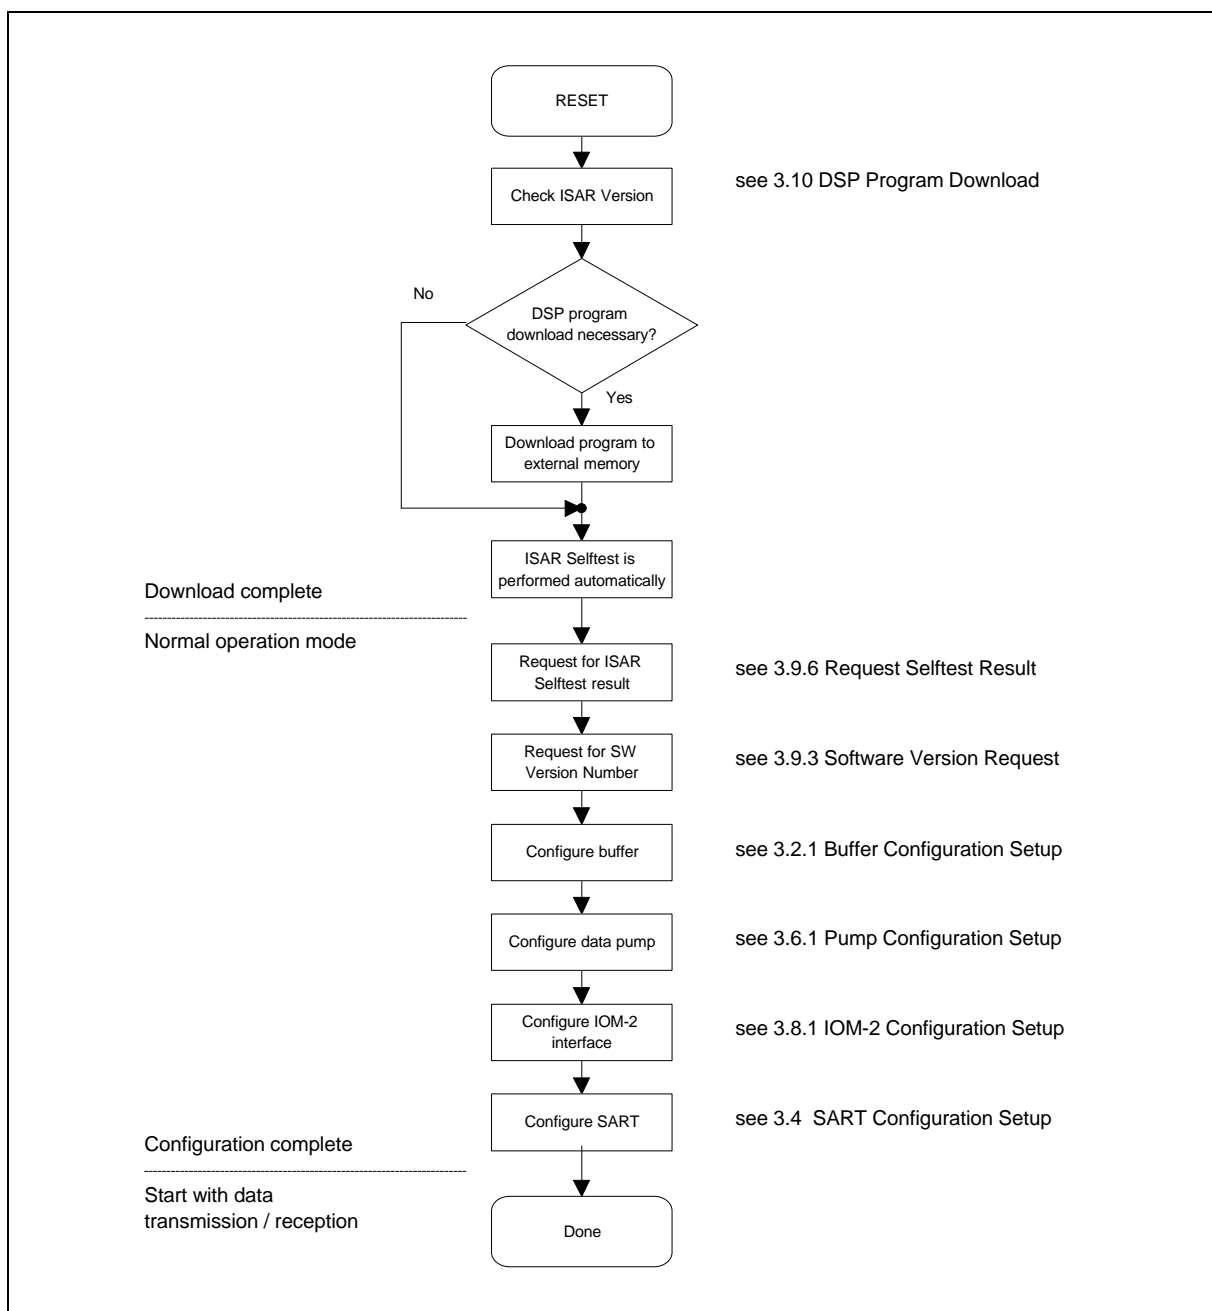 RESET
Check ISAR Version
see 3.10 DSP Program Download
No
DSP program
download necessary?
Yes
Download program to
external memory
ISAR Selftest is
performed automatically
Download complete
Normal operation mode
Request for ISAR
Selftest result
see 3.9.6 Request Selftest Result
Request for SW
Version Number
see 3.9.3 Software Version Request
Configure buffer
see 3.2.1 Buffer Configuration Setup
Configure data pump
see 3.6.1 Pump Configuration Setup
Configure IOM-2
interface
see 3.8.1 IOM-2 Configuration Setup
Configure SART
see 3.4 SART Configuration Setup
Configuration complete
Start with data
transmission / reception
Done